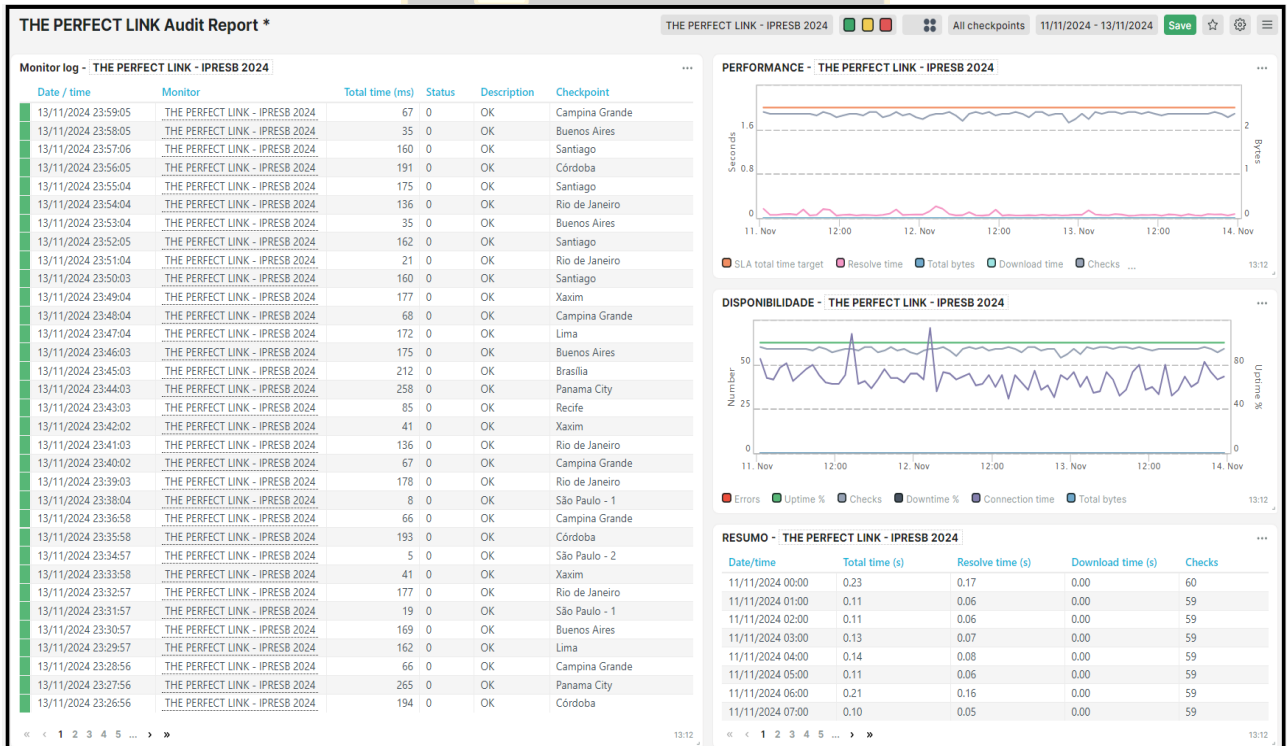 THE PERFECT LINK Audit Report *
THE PERFECT LINK - IPRESB 2024 All checkpoints 11/11/2024 - 13/11/2024 Save
Monitor log - THE PERFECT LINK - IPRESB 2024 ...
Date / time Monitor Total time (ms) Status Description Checkpoint
13/11/2024 23:59:05 THE PERFECT LINK - IPRESB 2024 67 0 OK Campina Grande
13/11/2024 23:58:05 THE PERFECT LINK - IPRESB 2024 35 0 OK Buenos Aires
13/11/2024 23:57:06 THE PERFECT LINK - IPRESB 2024 160 0 OK Santiago
13/11/2024 23:56:05 THE PERFECT LINK - IPRESB 2024 191 0 OK Córdoba
13/11/2024 23:55:04 THE PERFECT LINK - IPRESB 2024 175 0 OK Santiago
13/11/2024 23:54:04 THE PERFECT LINK - IPRESB 2024 136 0 OK Rio de Janeiro
13/11/2024 23:53:04 THE PERFECT LINK - IPRESB 2024 35 0 OK Buenos Aires
13/11/2024 23:52:05 THE PERFECT LINK - IPRESB 2024 162 0 OK Santiago
13/11/2024 23:51:04 THE PERFECT LINK - IPRESB 2024 21 0 OK Rio de Janeiro
13/11/2024 23:50:03 THE PERFECT LINK - IPRESB 2024 160 0 OK Santiago
13/11/2024 23:49:04 THE PERFECT LINK - IPRESB 2024 177 0 OK Xaxim
13/11/2024 23:48:04 THE PERFECT LINK - IPRESB 2024 68 0 OK Campina Grande
13/11/2024 23:47:04 THE PERFECT LINK - IPRESB 2024 172 0 OK Lima
13/11/2024 23:46:03 THE PERFECT LINK - IPRESB 2024 175 0 OK Buenos Aires
13/11/2024 23:45:03 THE PERFECT LINK - IPRESB 2024 212 0 OK Brasília
13/11/2024 23:44:03 THE PERFECT LINK - IPRESB 2024 258 0 OK Panama City
13/11/2024 23:43:03 THE PERFECT LINK - IPRESB 2024 85 0 OK Recife
13/11/2024 23:42:02 THE PERFECT LINK - IPRESB 2024 41 0 OK Xaxim
13/11/2024 23:41:03 THE PERFECT LINK - IPRESB 2024 136 0 OK Rio de Janeiro
13/11/2024 23:40:02 THE PERFECT LINK - IPRESB 2024 67 0 OK Campina Grande
13/11/2024 23:39:03 THE PERFECT LINK - IPRESB 2024 178 0 OK Rio de Janeiro
13/11/2024 23:38:04 THE PERFECT LINK - IPRESB 2024 8 0 OK São Paulo - 1
13/11/2024 23:36:58 THE PERFECT LINK - IPRESB 2024 66 0 OK Campina Grande
13/11/2024 23:35:58 THE PERFECT LINK - IPRESB 2024 193 0 OK Córdoba
13/11/2024 23:34:57 THE PERFECT LINK - IPRESB 2024 5 0 OK São Paulo - 2
13/11/2024 23:33:58 THE PERFECT LINK - IPRESB 2024 41 0 OK Xaxim
13/11/2024 23:32:57 THE PERFECT LINK - IPRESB 2024 177 0 OK Rio de Janeiro
13/11/2024 23:31:57 THE PERFECT LINK - IPRESB 2024 19 0 OK São Paulo - 1
13/11/2024 23:30:57 THE PERFECT LINK - IPRESB 2024 169 0 OK Buenos Aires
13/11/2024 23:29:57 THE PERFECT LINK - IPRESB 2024 162 0 OK Lima
13/11/2024 23:28:56 THE PERFECT LINK - IPRESB 2024 66 0 OK Campina Grande
13/11/2024 23:27:56 THE PERFECT LINK - IPRESB 2024 265 0 OK Panama City
13/11/2024 23:26:56 THE PERFECT LINK - IPRESB 2024 194 0 OK Córdoba
« ‹ 1 2 3 4 5 ... › » 13:12
PERFORMANCE - THE PERFECT LINK - IPRESB 2024 ...
Seconds
1.6
0.8
0
2
1
0
Bytes
11. Nov 12:00 12. Nov 12:00 13. Nov 12:00 14. Nov
SLA total time target Resolve time Total bytes Download time Checks ... 13:12
DISPONIBILIDADE - THE PERFECT LINK - IPRESB 2024 ...
Number
50
25
0
80
40
0
Uptime %
11. Nov 12:00 12. Nov 12:00 13. Nov 12:00 14. Nov
Errors Uptime % Checks Downtime % Connection time Total bytes 13:12
RESUMO - THE PERFECT LINK - IPRESB 2024 ...
Date/time Total time (s) Resolve time (s) Download time (s) Checks
11/11/2024 00:00 0.23 0.17 0.00 60
11/11/2024 01:00 0.11 0.06 0.00 59
11/11/2024 02:00 0.11 0.06 0.00 59
11/11/2024 03:00 0.13 0.07 0.00 59
11/11/2024 04:00 0.14 0.08 0.00 59
11/11/2024 05:00 0.11 0.06 0.00 59
11/11/2024 06:00 0.21 0.16 0.00 59
11/11/2024 07:00 0.10 0.05 0.00 59
« ‹ 1 2 3 4 5 ... › » 13:12